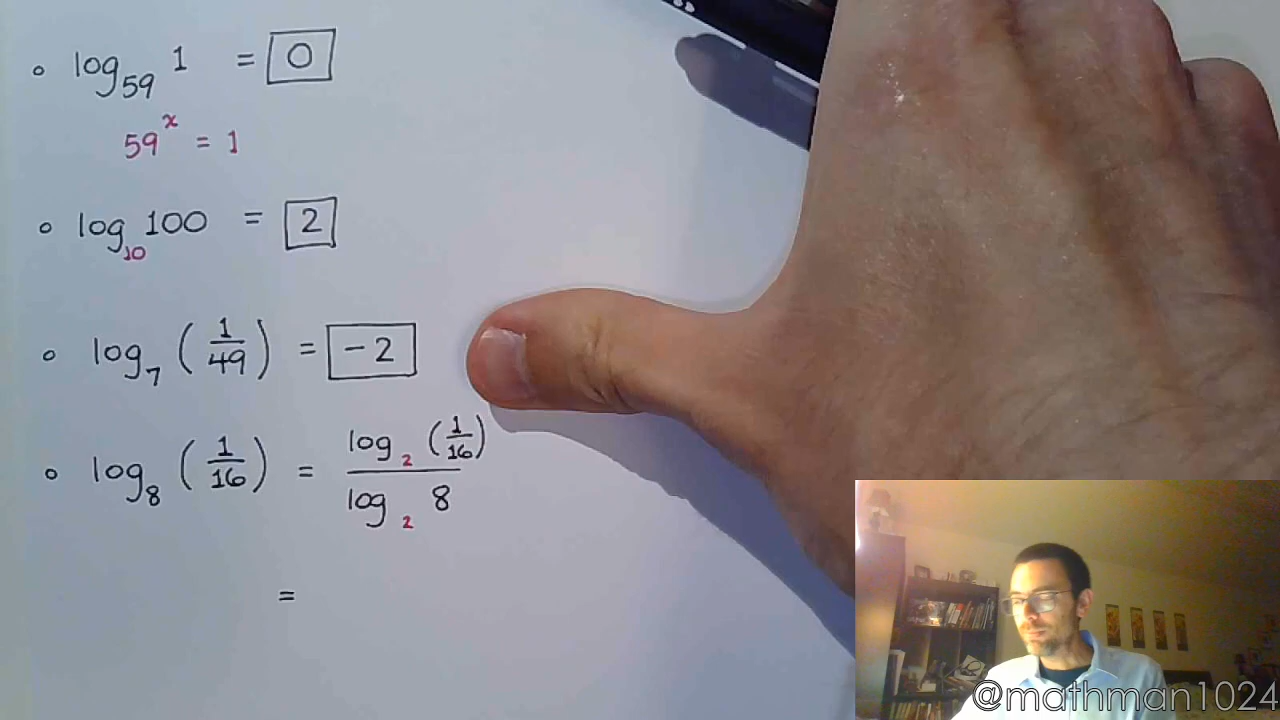 ∘ log₅₉ 1 = 0
59ˣ = 1
∘ log₁₀ 100 = 2
∘ log₇ (1/49) = -2
∘ log₈ (1/16) = log₂ (1/16) / log₂ 8
=
@mathman1024